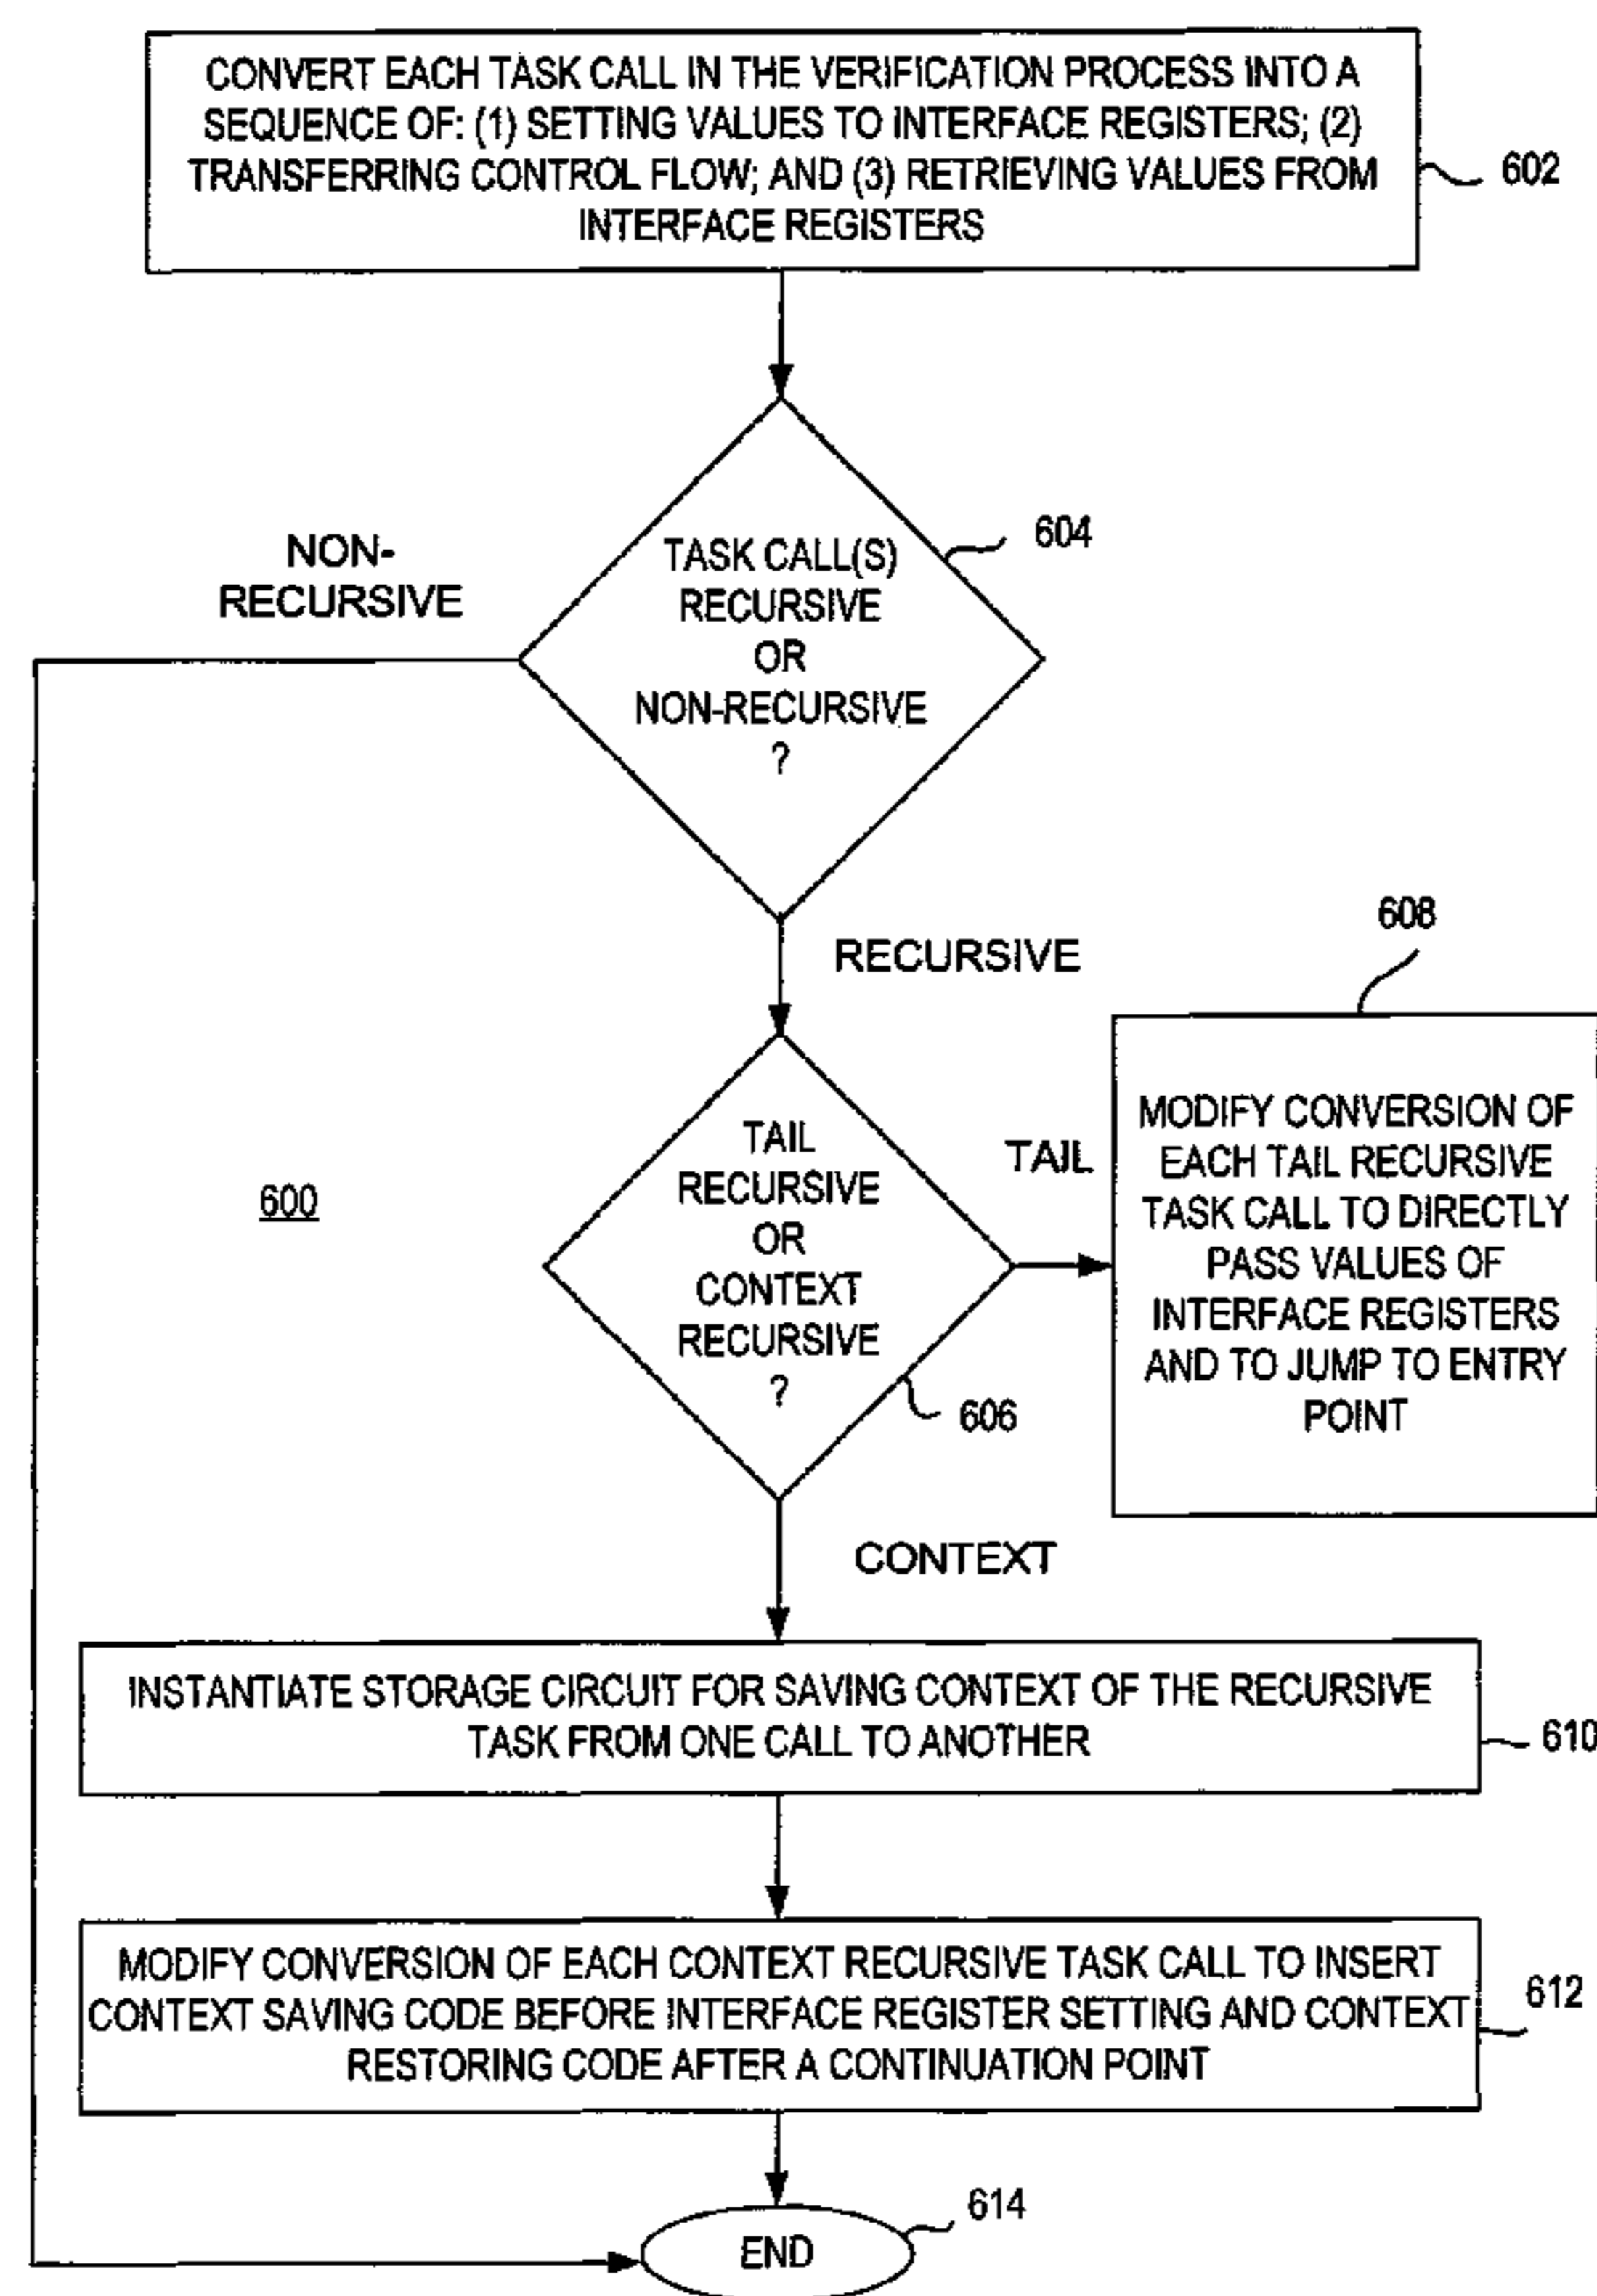 CONVERT EACH TASK CALL IN THE VERIFICATION PROCESS INTO A
SEQUENCE OF: (1) SETTING VALUES TO INTERFACE REGISTERS; (2)
TRANSFERRING CONTROL FLOW; AND (3) RETRIEVING VALUES FROM
INTERFACE REGISTERS
602
604
TASK CALL(S)
RECURSIVE
OR
NON-RECURSIVE
?
NON-
RECURSIVE
RECURSIVE
608
TAIL
RECURSIVE
OR
CONTEXT
RECURSIVE
?
606
TAIL
MODIFY CONVERSION OF
EACH TAIL RECURSIVE
TASK CALL TO DIRECTLY
PASS VALUES OF
INTERFACE REGISTERS
AND TO JUMP TO ENTRY
POINT
600
CONTEXT
INSTANTIATE STORAGE CIRCUIT FOR SAVING CONTEXT OF THE RECURSIVE
TASK FROM ONE CALL TO ANOTHER
610
MODIFY CONVERSION OF EACH CONTEXT RECURSIVE TASK CALL TO INSERT
CONTEXT SAVING CODE BEFORE INTERFACE REGISTER SETTING AND CONTEXT
RESTORING CODE AFTER A CONTINUATION POINT
612
614
END